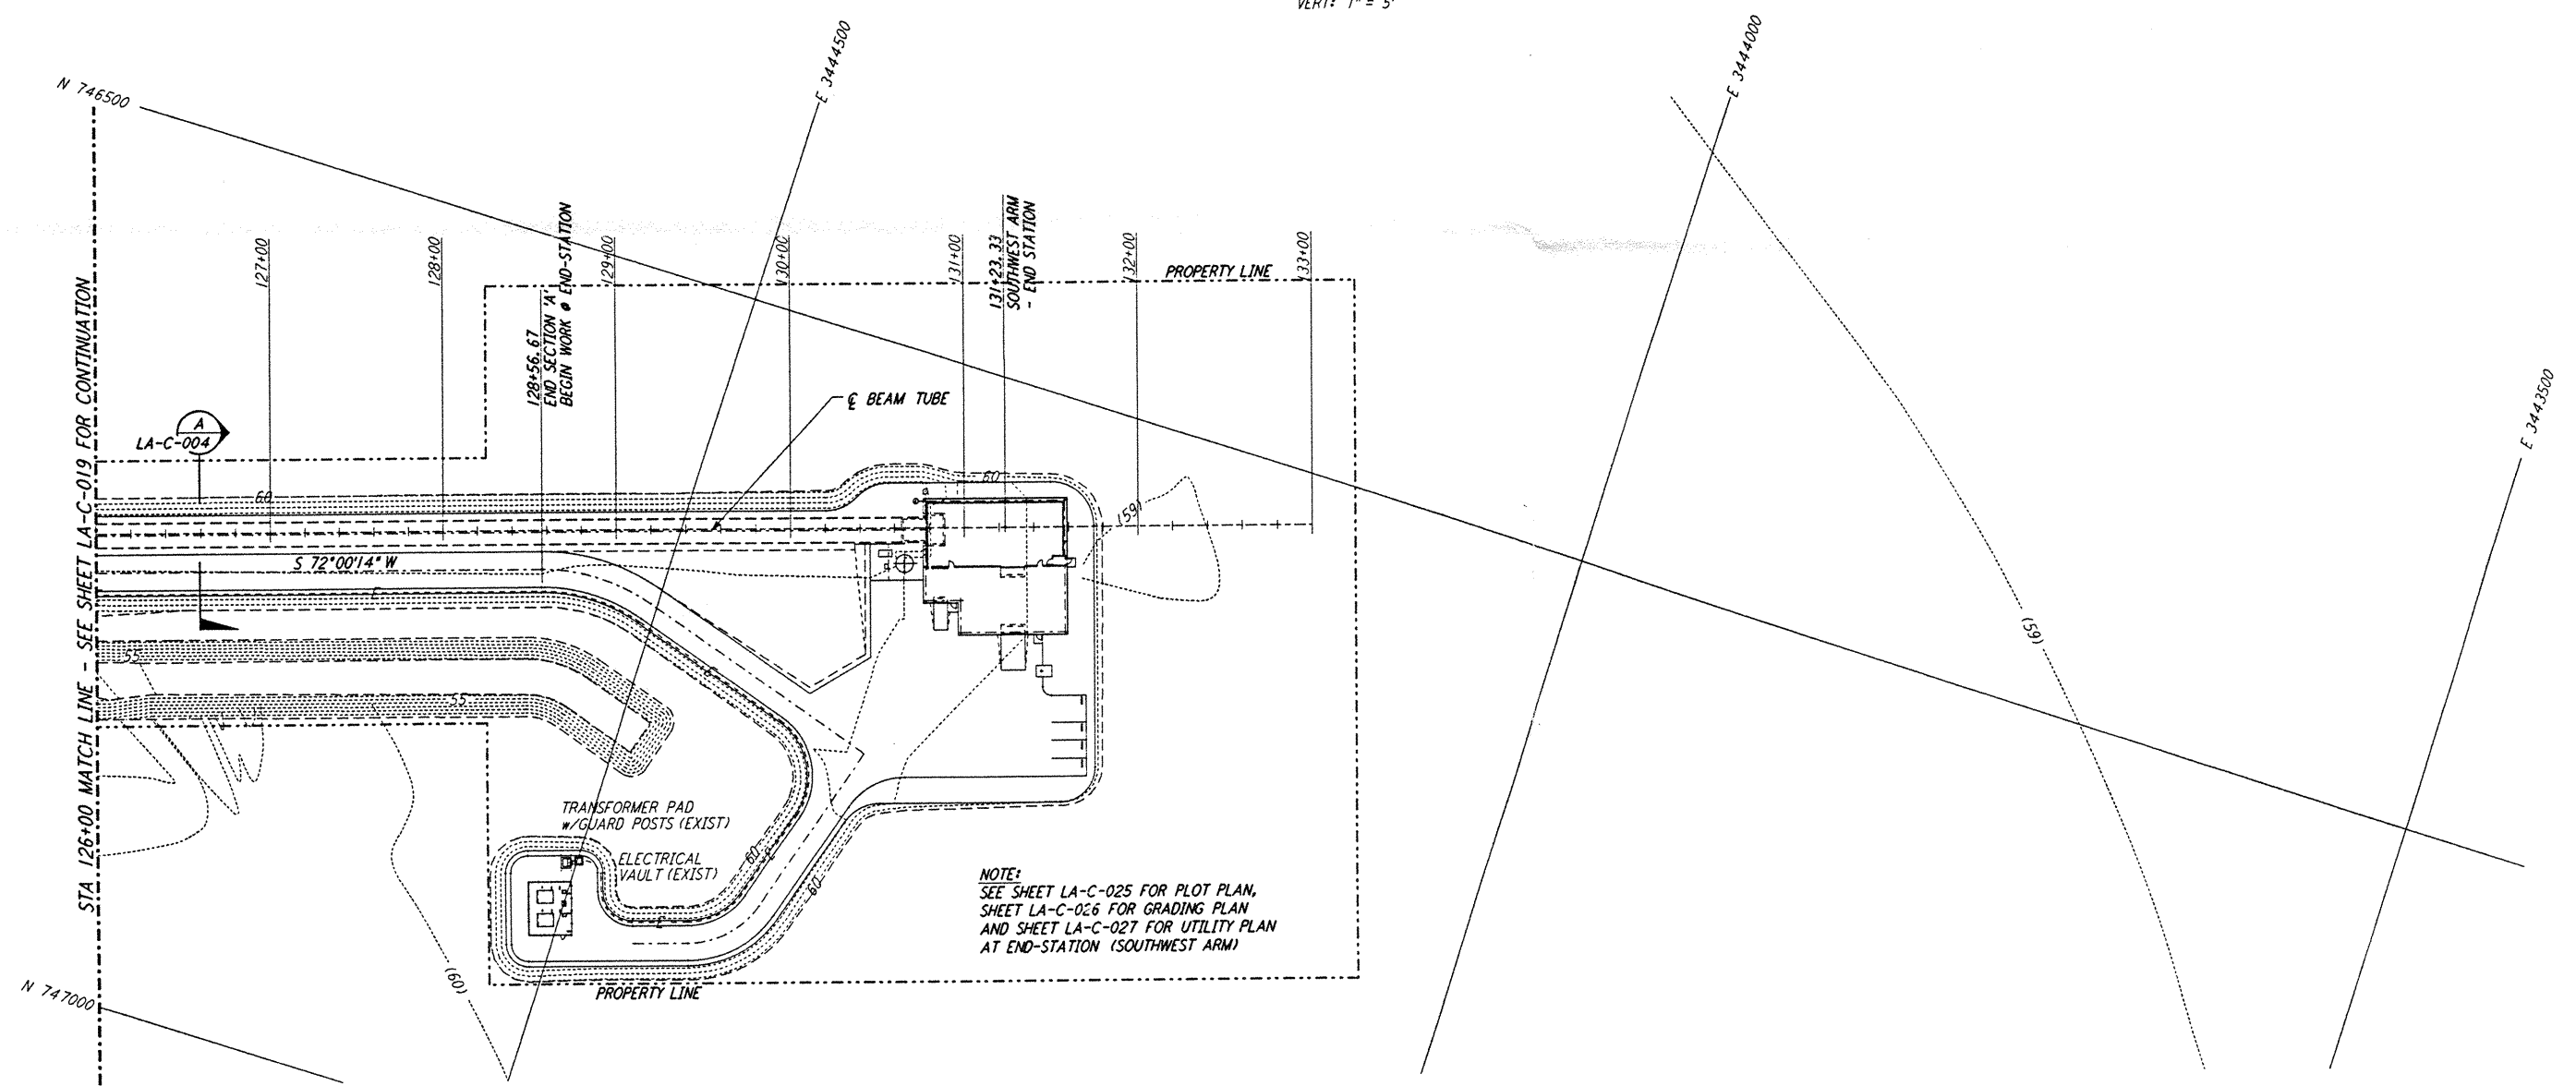 VERT: 1" = 5'
N 746500
E 3444500
E 3444000
E 3443500
STA 126+00 MATCH LINE - SEE SHEET LA-C-019 FOR CONTINUATION
127+00
128+00
128+56.67
END SECTION 'A'
BEGIN WORK @ END-STATION
129+00
130+00
131+00
131+23.33
SOUTHWEST ARM
- END STATION
132+00
133+00
PROPERTY LINE
A
LA-C-004
℄ BEAM TUBE
60
60
(59)
S 72°00'14" W
55
55
(59)
TRANSFORMER PAD
w/GUARD POSTS (EXIST)
ELECTRICAL
VAULT (EXIST)
60
60
(60)
NOTE:
SEE SHEET LA-C-025 FOR PLOT PLAN,
SHEET LA-C-026 FOR GRADING PLAN
AND SHEET LA-C-027 FOR UTILITY PLAN
AT END-STATION (SOUTHWEST ARM)
N 747000
PROPERTY LINE